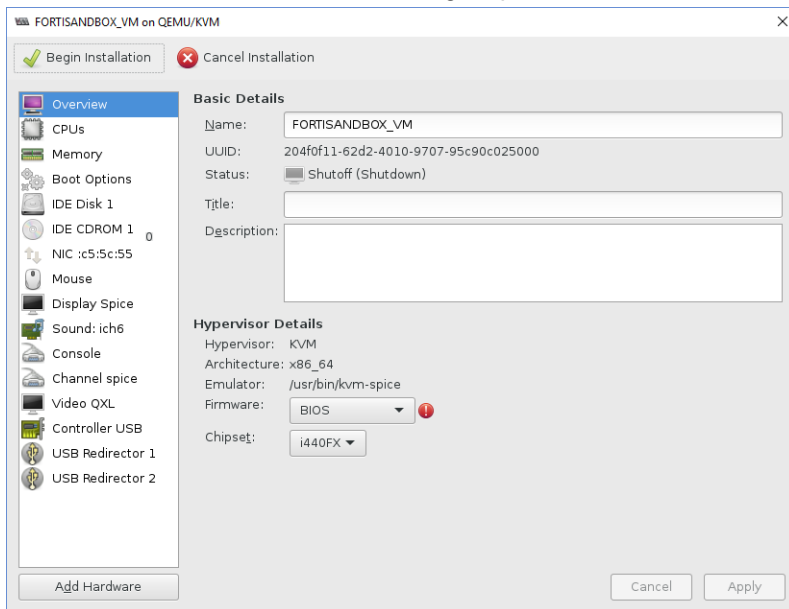 FORTISANDBOX_VM on QEMU/KVM
Begin Installation
Cancel Installation
Overview
CPUs
Memory
Boot Options
IDE Disk 1
IDE CDROM 1
0
NIC :c5:5c:55
Mouse
Display Spice
Sound: ich6
Console
Channel spice
Video QXL
Controller USB
USB Redirector 1
USB Redirector 2
Add Hardware
Basic Details
Name: FORTISANDBOX_VM
UUID: 204f0f11-62d2-4010-9707-95c90c025000
Status: Shutoff (Shutdown)
Title:
Description:
Hypervisor Details
Hypervisor: KVM
Architecture: x86_64
Emulator: /usr/bin/kvm-spice
Firmware: BIOS
Chipset: i440FX
Cancel Apply